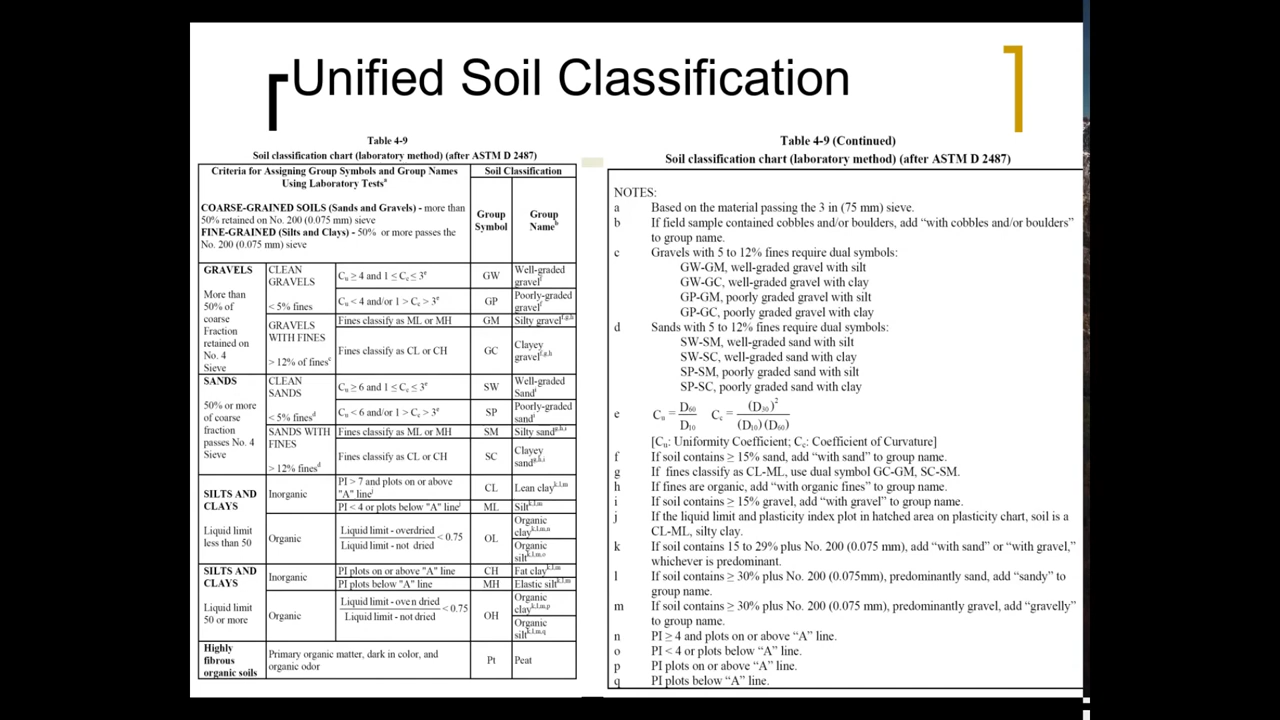 Unified Soil Classification
Table 4-9
Soil classification chart (laboratory method) (after ASTM D 2487)
Criteria for Assigning Group Symbols and Group Names
Using Laboratory Tests^a
COARSE-GRAINED SOILS (Sands and Gravels) - more than
50% retained on No. 200 (0.075 mm) sieve
FINE-GRAINED (Silts and Clays) - 50% or more passes the
No. 200 (0.075 mm) sieve
Soil Classification
Group
Symbol
Group
Name^b
GRAVELS
More than
50% of
coarse
Fraction
retained on
No. 4
Sieve
CLEAN
GRAVELS
< 5% fines
Cu ≥ 4 and 1 ≤ Cc ≤ 3^e
GW
Well-graded
gravel^f
Cu < 4 and/or 1 > Cc > 3^e
GP
Poorly-graded
gravel^f
GRAVELS
WITH FINES
> 12% of fines^c
Fines classify as ML or MH
GM
Silty gravel^f,g,h
Fines classify as CL or CH
GC
Clayey
gravel^f,g,h
SANDS
50% or more
of coarse
fraction
passes No. 4
Sieve
CLEAN
SANDS
< 5% fines^d
Cu ≥ 6 and 1 ≤ Cc ≤ 3^e
SW
Well-graded
Sand^i
Cu < 6 and/or 1 > Cc > 3^e
SP
Poorly-graded
sand^i
SANDS WITH
FINES
> 12% fines^d
Fines classify as ML or MH
SM
Silty sand^g,h,i
Fines classify as CL or CH
SC
Clayey
sand^g,h,i
SILTS AND
CLAYS
Liquid limit
less than 50
Inorganic
PI > 7 and plots on or above
"A" line^j
CL
Lean clay^k,l,m
PI < 4 or plots below "A" line^j
ML
Silt^k,l,m
Organic
Liquid limit - overdried
Liquid limit - not dried
< 0.75
OL
Organic
clay^k,l,m,n
Organic
silt^k,l,m,o
SILTS AND
CLAYS
Liquid limit
50 or more
Inorganic
PI plots on or above "A" line
CH
Fat clay^k,l,m
PI plots below "A" line
MH
Elastic silt^k,l,m
Organic
Liquid limit - oven dried
Liquid limit - not dried
< 0.75
OH
Organic
clay^k,l,m,p
Organic
silt^k,l,m,q
Highly
fibrous
organic soils
Primary organic matter, dark in color, and
organic odor
Pt
Peat
Table 4-9 (Continued)
Soil classification chart (laboratory method) (after ASTM D 2487)
NOTES:
a Based on the material passing the 3 in (75 mm) sieve.
b If field sample contained cobbles and/or boulders, add “with cobbles and/or boulders”
to group name.
c Gravels with 5 to 12% fines require dual symbols:
GW-GM, well-graded gravel with silt
GW-GC, well-graded gravel with clay
GP-GM, poorly graded gravel with silt
GP-GC, poorly graded gravel with clay
d Sands with 5 to 12% fines require dual symbols:
SW-SM, well-graded sand with silt
SW-SC, well-graded sand with clay
SP-SM, poorly graded sand with silt
SP-SC, poorly graded sand with clay
e Cu = D60 / D10 Cc = (D30)² / (D10) (D60)
[Cu: Uniformity Coefficient; Cc: Coefficient of Curvature]
f If soil contains ≥ 15% sand, add “with sand” to group name.
g If fines classify as CL-ML, use dual symbol GC-GM, SC-SM.
h If fines are organic, add “with organic fines” to group name.
i If soil contains ≥ 15% gravel, add “with gravel” to group name.
j If the liquid limit and plasticity index plot in hatched area on plasticity chart, soil is a
CL-ML, silty clay.
k If soil contains 15 to 29% plus No. 200 (0.075 mm), add “with sand” or “with gravel,”
whichever is predominant.
l If soil contains ≥ 30% plus No. 200 (0.075mm), predominantly sand, add “sandy” to
group name.
m If soil contains ≥ 30% plus No. 200 (0.075 mm), predominantly gravel, add “gravelly”
to group name.
n PI ≥ 4 and plots on or above “A” line.
o PI < 4 or plots below “A” line.
p PI plots on or above “A” line.
q PI plots below “A” line.